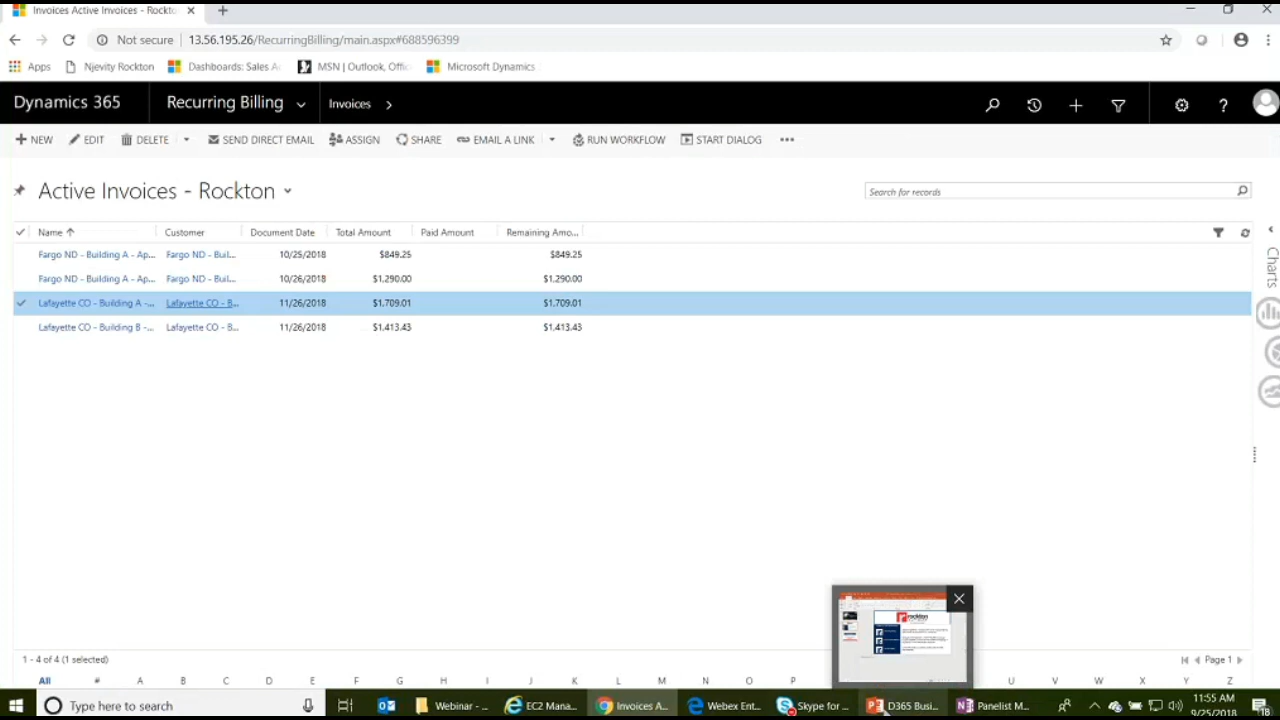 Invoices Active Invoices - Rockto
Not secure 13.56.195.26/RecurringBilling/main.aspx#688596399
Apps Njevity Rockton Dashboards: Sales A MSN | Outlook, Offic Microsoft Dynamics
Dynamics 365 Recurring Billing Invoices
NEW EDIT DELETE SEND DIRECT EMAIL ASSIGN SHARE EMAIL A LINK RUN WORKFLOW START DIALOG •••
Active Invoices - Rockton
Search for records
Name Customer Document Date Total Amount Paid Amount Remaining Amo...
Fargo ND - Building A - Ap... Fargo ND - Buil... 10/25/2018 $849.25 $849.25
Fargo ND - Building A - Ap... Fargo ND - Buil... 10/26/2018 $1,290.00 $1,290.00
Lafayette CO - Building A -... Lafayette CO - B... 11/26/2018 $1,709.01 $1,709.01
Lafayette CO - Building B -... Lafayette CO - B... 11/26/2018 $1,413.43 $1,413.43
Charts
rockton
1 - 4 of 4 (1 selected) Page 1
All # A B C D E F G H I J K L M N O P U V W X Y Z
Type here to search Webinar - ... EC2 Mana... Invoices A... Webex Ent... Skype for ... D365 Busi... Panelist M... 11:55 AM
9/25/2018 18